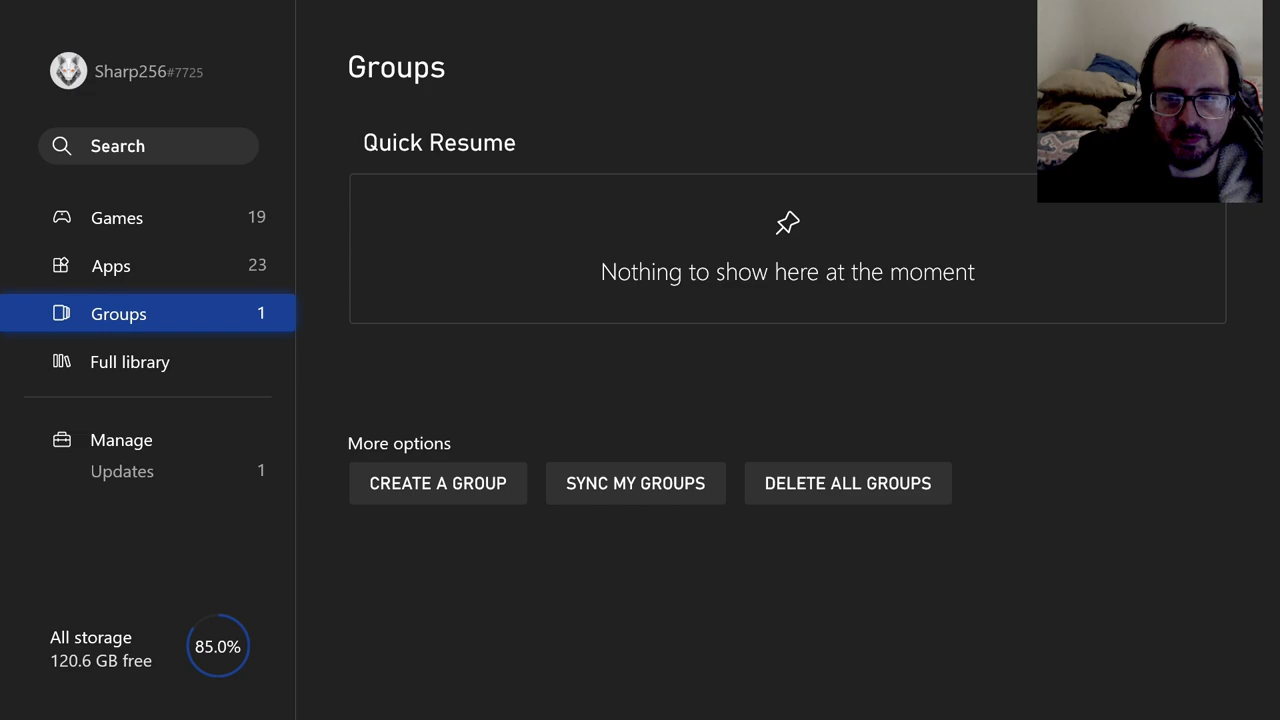 Sharp256#7725
Search
Games 19
Apps 23
Groups 1
Full library
Manage
Updates 1
All storage
120.6 GB free
85.0%
Groups
Quick Resume
Nothing to show here at the moment
More options
CREATE A GROUP
SYNC MY GROUPS
DELETE ALL GROUPS